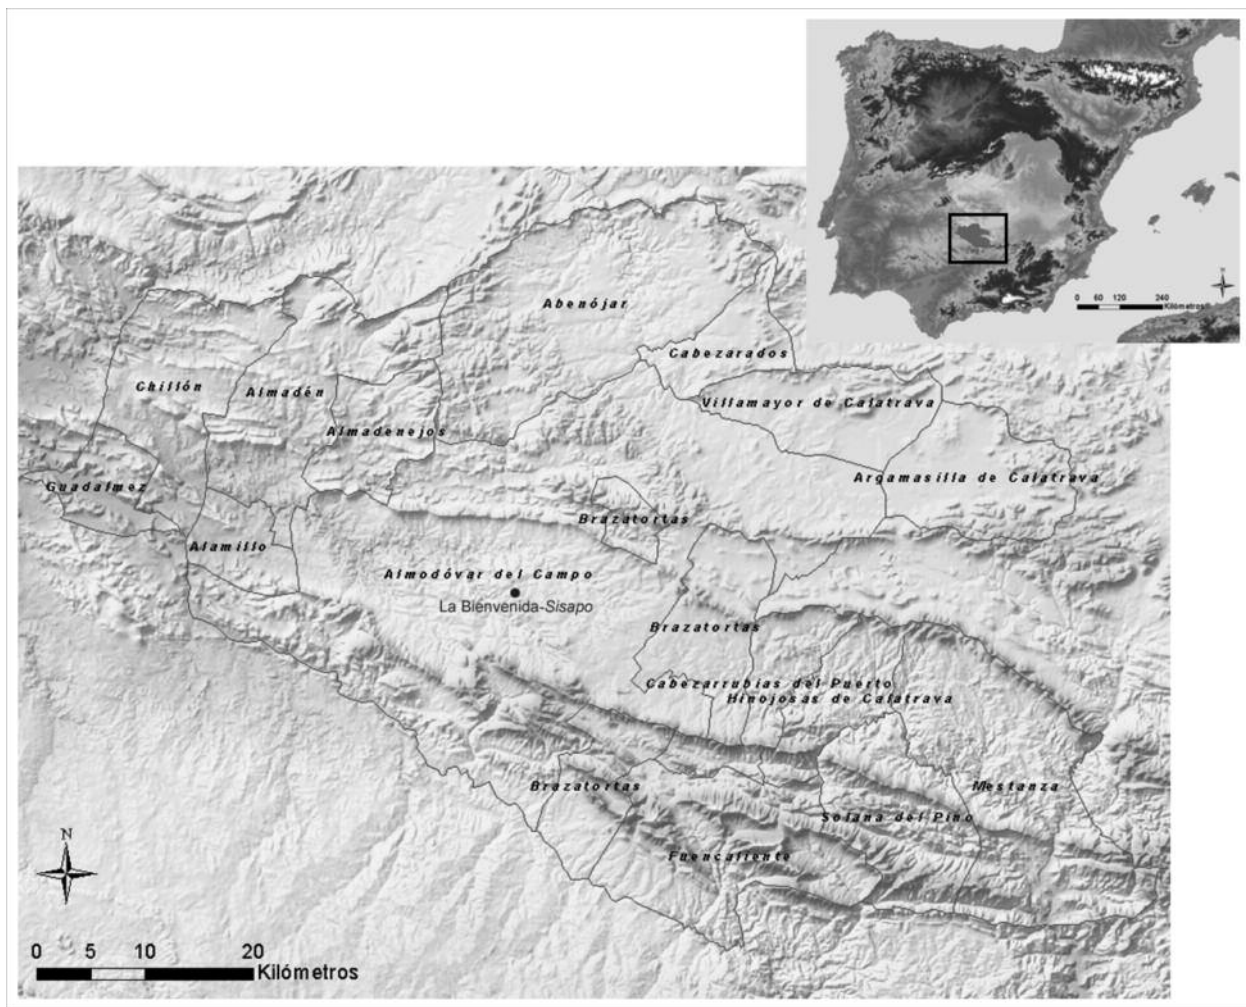 N
0 60 120 240
Kilómetros
Abenójar
Cabezarados
Chillón
Almadén
Villamayor de Calatrava
Almadenejos
Guadalmez
Argamasilla de Calatrava
Brazatortas
Alamillo
Almodóvar del Campo
La Bienvenida-Sisapo
Brazatortas
Cabezarrubias del Puerto
Hinojosas de Calatrava
Brazatortas
Mestanza
Solana del Pino
Fuencaliente
N
0 5 10 20
Kilómetros